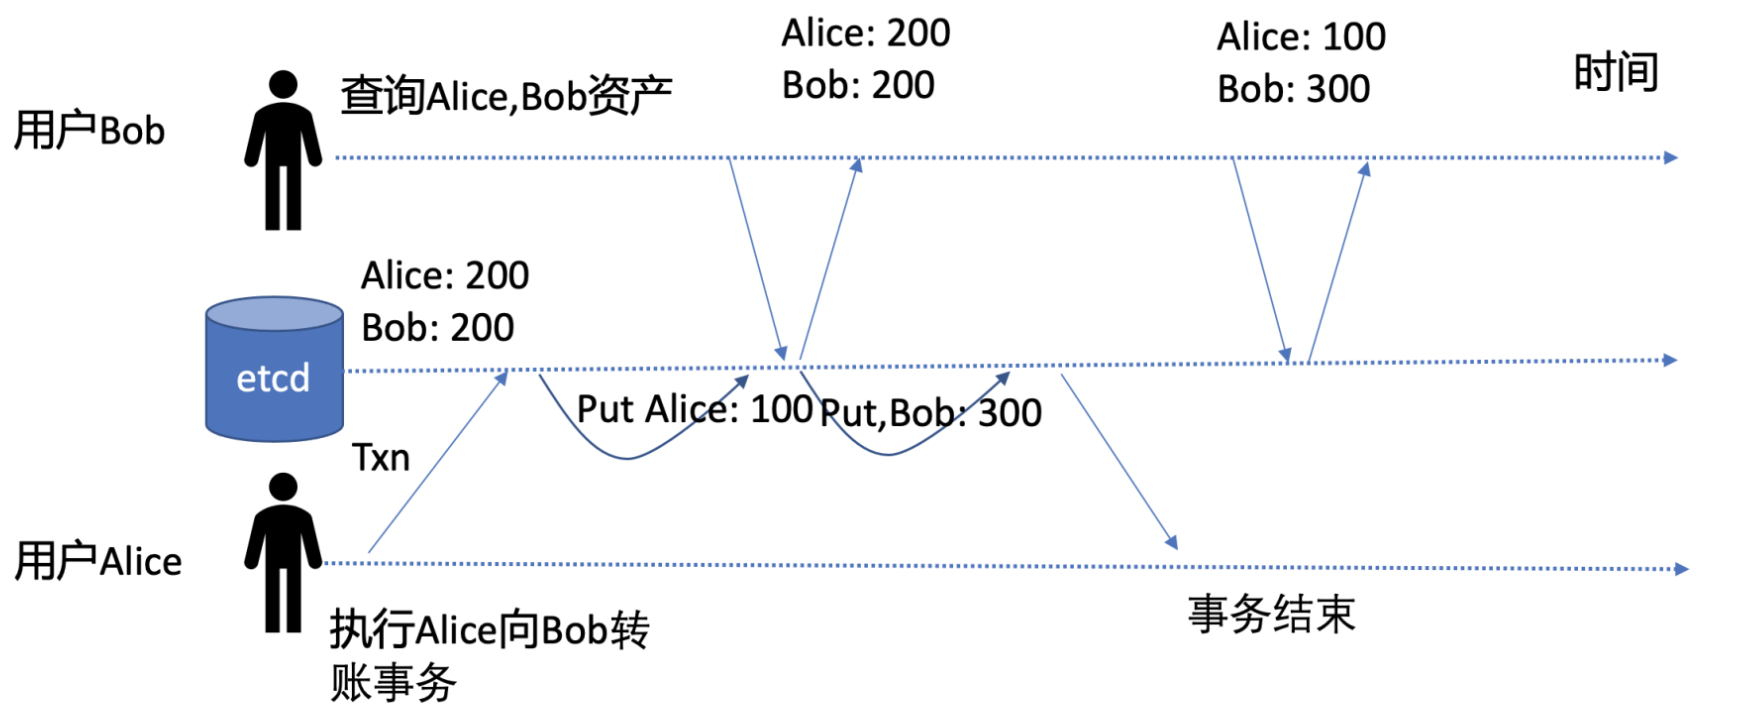 Alice: 200
Bob: 200
Alice: 100
Bob: 300
时间
查询Alice,Bob资产
用户Bob
Alice: 200
Bob: 200
etcd
Put Alice: 100
Put,Bob: 300
Txn
用户Alice
执行Alice向Bob转
账事务
事务结束